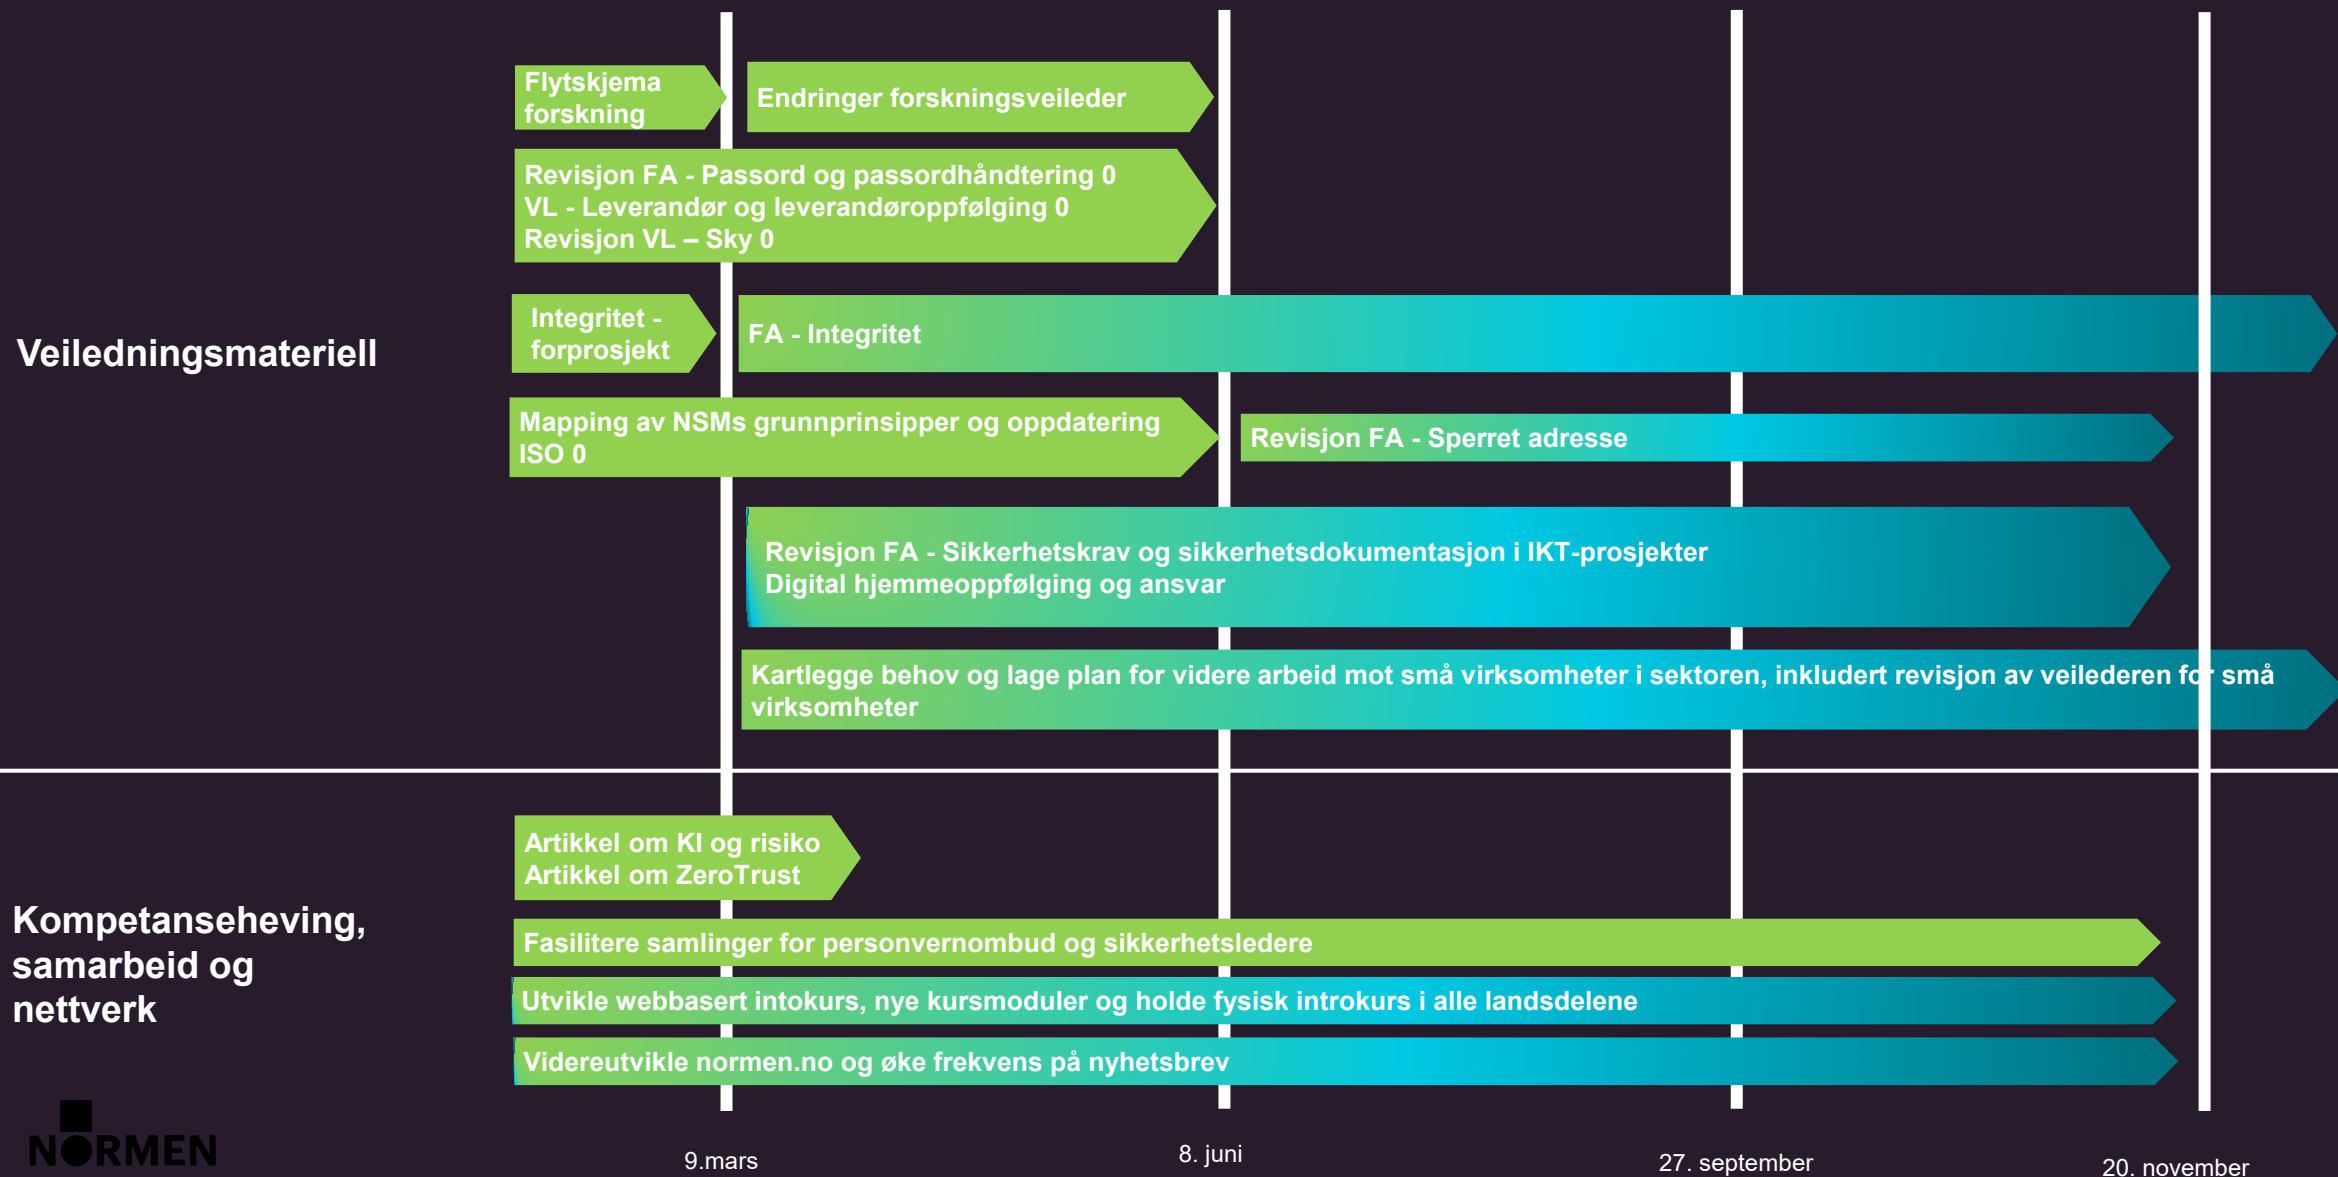 Flytskjema
forskning
Endringer forskningsveileder
Revisjon FA - Passord og passordhåndtering 0
VL - Leverandør og leverandøroppfølging 0
Revisjon VL – Sky 0
Veiledningsmateriell
Integritet -
forprosjekt
FA - Integritet
Mapping av NSMs grunnprinsipper og oppdatering
ISO 0
Revisjon FA - Sperret adresse
Revisjon FA - Sikkerhetskrav og sikkerhetsdokumentasjon i IKT-prosjekter
Digital hjemmeoppfølging og ansvar
Kartlegge behov og lage plan for videre arbeid mot små virksomheter i sektoren, inkludert revisjon av veilederen for små
virksomheter
Kompetanseheving,
samarbeid og
nettverk
Artikkel om KI og risiko
Artikkel om ZeroTrust
Fasilitere samlinger for personvernombud og sikkerhetsledere
Utvikle webbasert intokurs, nye kursmoduler og holde fysisk introkurs i alle landsdelene
Videreutvikle normen.no og øke frekvens på nyhetsbrev
NORMEN
9.mars
8. juni
27. september
20. november